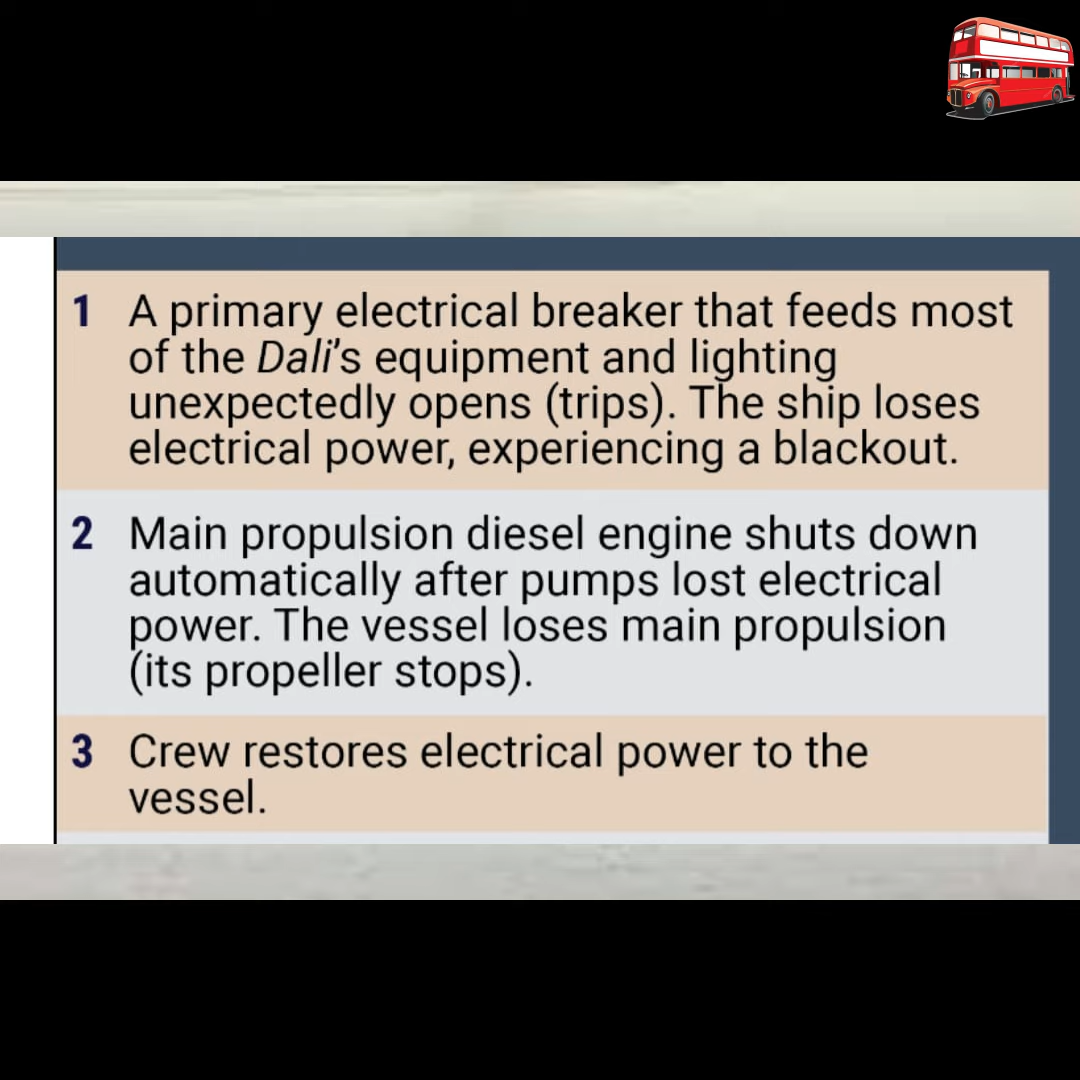 1 A primary electrical breaker that feeds most
of the Dali's equipment and lighting
unexpectedly opens (trips). The ship loses
electrical power, experiencing a blackout.
2 Main propulsion diesel engine shuts down
automatically after pumps lost electrical
power. The vessel loses main propulsion
(its propeller stops).
3 Crew restores electrical power to the
vessel.